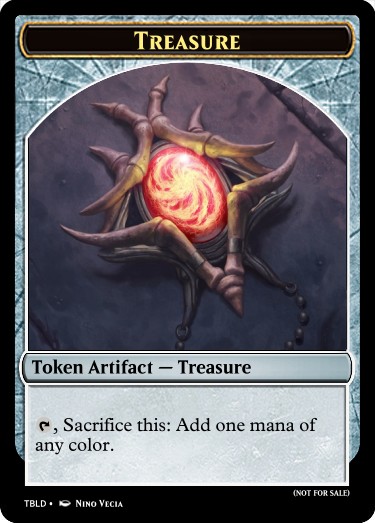 TREASURE
Token Artifact — Treasure
, Sacrifice this: Add one mana of
any color.
(NOT FOR SALE)
TBLD • NINO VECIA